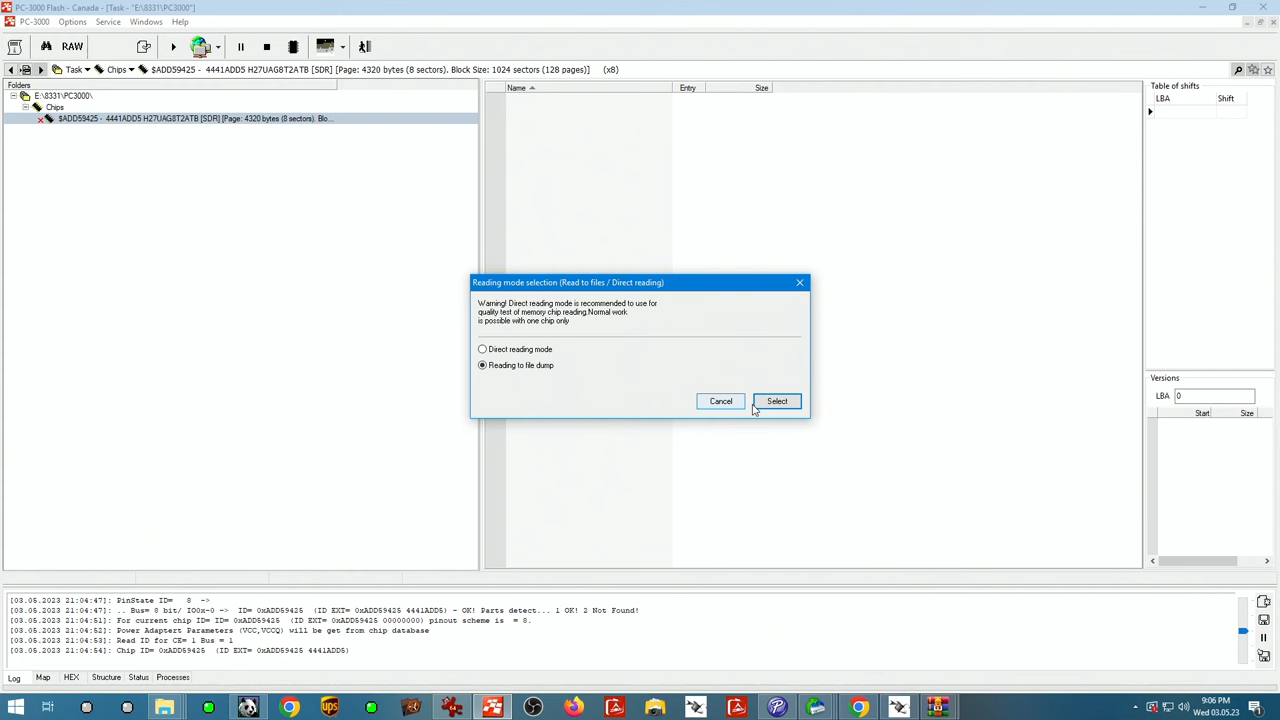 PC-3000 Flash - Canada - [Task - "E:\8331\PC3000"]
PC-3000 Options Service Windows Help
RAW
Task Chips $ADD59425 - 4441ADD5 H27UAG8T2ATB [SDR] [Page: 4320 bytes (8 sectors). Block Size: 1024 sectors (128 pages)] (x8)
Folders
E:\8331\PC3000\
Chips
$ADD59425 - 4441ADD5 H27UAG8T2ATB [SDR] [Page: 4320 bytes (8 sectors). Blo...
Name Entry Size
Table of shifts
LBA Shift
Reading mode selection (Read to files / Direct reading)
Warning! Direct reading mode is recommended to use for
quality test of memory chip reading.Normal work
is possible with one chip only
Direct reading mode
Reading to file dump
Cancel Select
Versions
LBA 0
Start Size
[03.05.2023 21:04:47]: PinState ID= 8 ->
[03.05.2023 21:04:47]: .. Bus= 8 bit/ IO0x-0 -> ID= 0xADD59425 (ID EXT= 0xADD59425 4441ADD5) - OK! Parts detect... 1 OK! 2 Not Found!
[03.05.2023 21:04:51]: For current chip ID= ID= 0xADD59425 (ID EXT= 0xADD59425 00000000) pinout scheme is = 8.
[03.05.2023 21:04:52]: Power Adaptert Parameters (VCC,VCCQ) will be get from chip database
[03.05.2023 21:04:53]: Read ID for CE= 1 Bus = 1
[03.05.2023 21:04:54]: Chip ID= 0xADD59425 (ID EXT= 0xADD59425 4441ADD5)
Log Map HEX Structure Status Processes
ups
9:06 PM
Wed 03.05.23